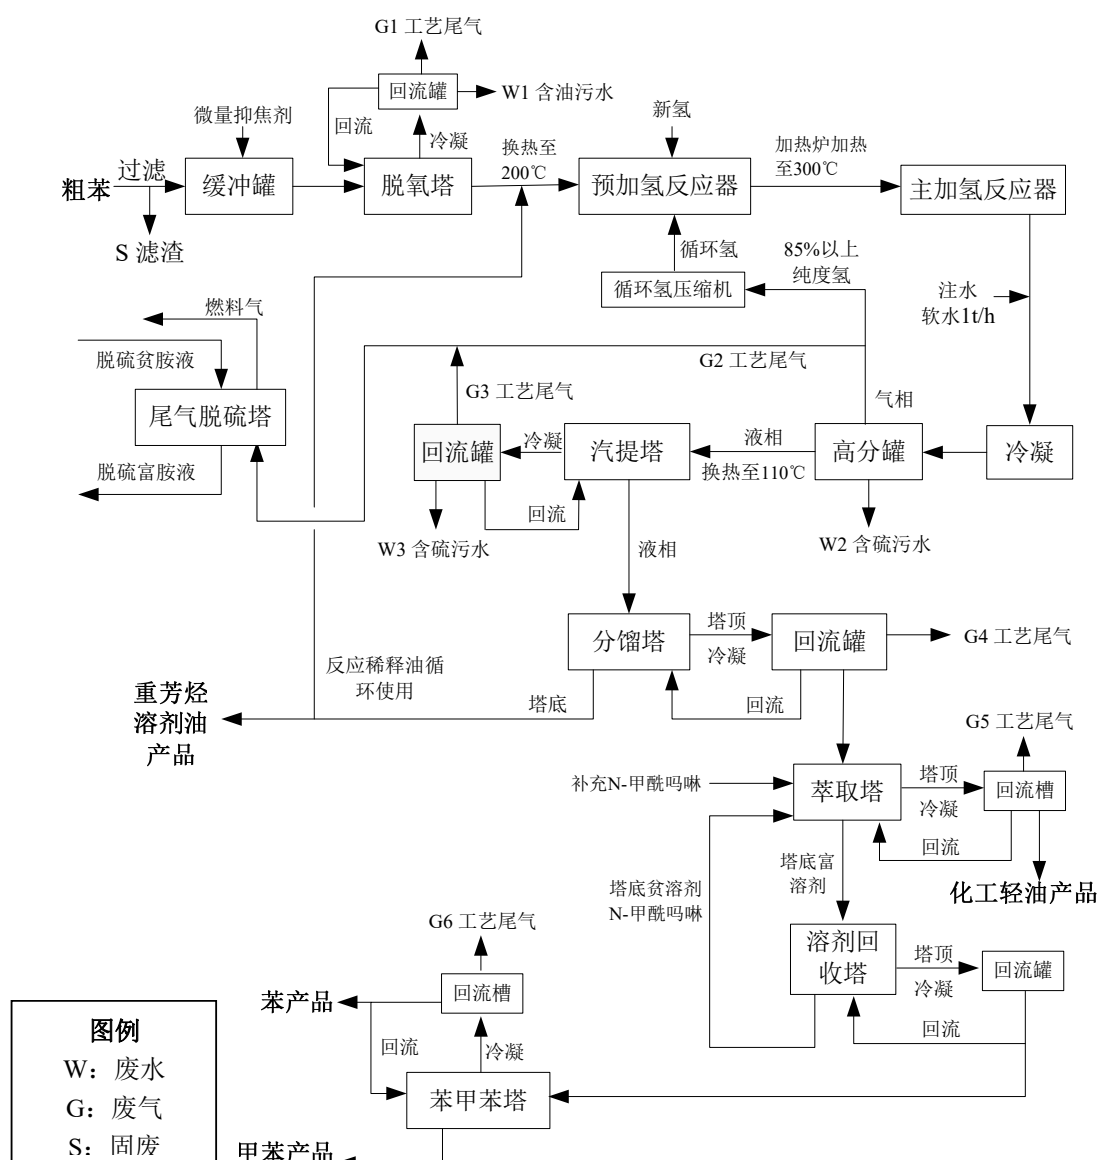 G1 工艺尾气
回流罐
W1 含油污水
微量抑焦剂
回流
冷凝
换热至
200℃
新氢
加热炉加热
至300℃
粗苯
过滤
缓冲罐
脱氧塔
预加氢反应器
主加氢反应器
S 滤渣
循环氢
85%以上
纯度氢
循环氢压缩机
注水
软水1t/h
燃料气
脱硫贫胺液
G2 工艺尾气
G3 工艺尾气
气相
尾气脱硫塔
回流罐
冷凝
汽提塔
液相
换热至110℃
高分罐
冷凝
脱硫富胺液
回流
W3 含硫污水
W2 含硫污水
液相
分馏塔
塔顶
冷凝
回流罐
G4 工艺尾气
反应稀释油循
环使用
塔底
回流
重芳烃
溶剂油
产品
G5 工艺尾气
补充N-甲酰吗啉
萃取塔
塔顶
冷凝
回流槽
回流
塔底富
溶剂
化工轻油产品
塔底贫溶剂
N-甲酰吗啉
G6 工艺尾气
溶剂回
收塔
塔顶
冷凝
回流罐
苯产品
回流槽
回流
回流
冷凝
苯甲苯塔
甲苯产品
图例
W：废水
G：废气
S：固废